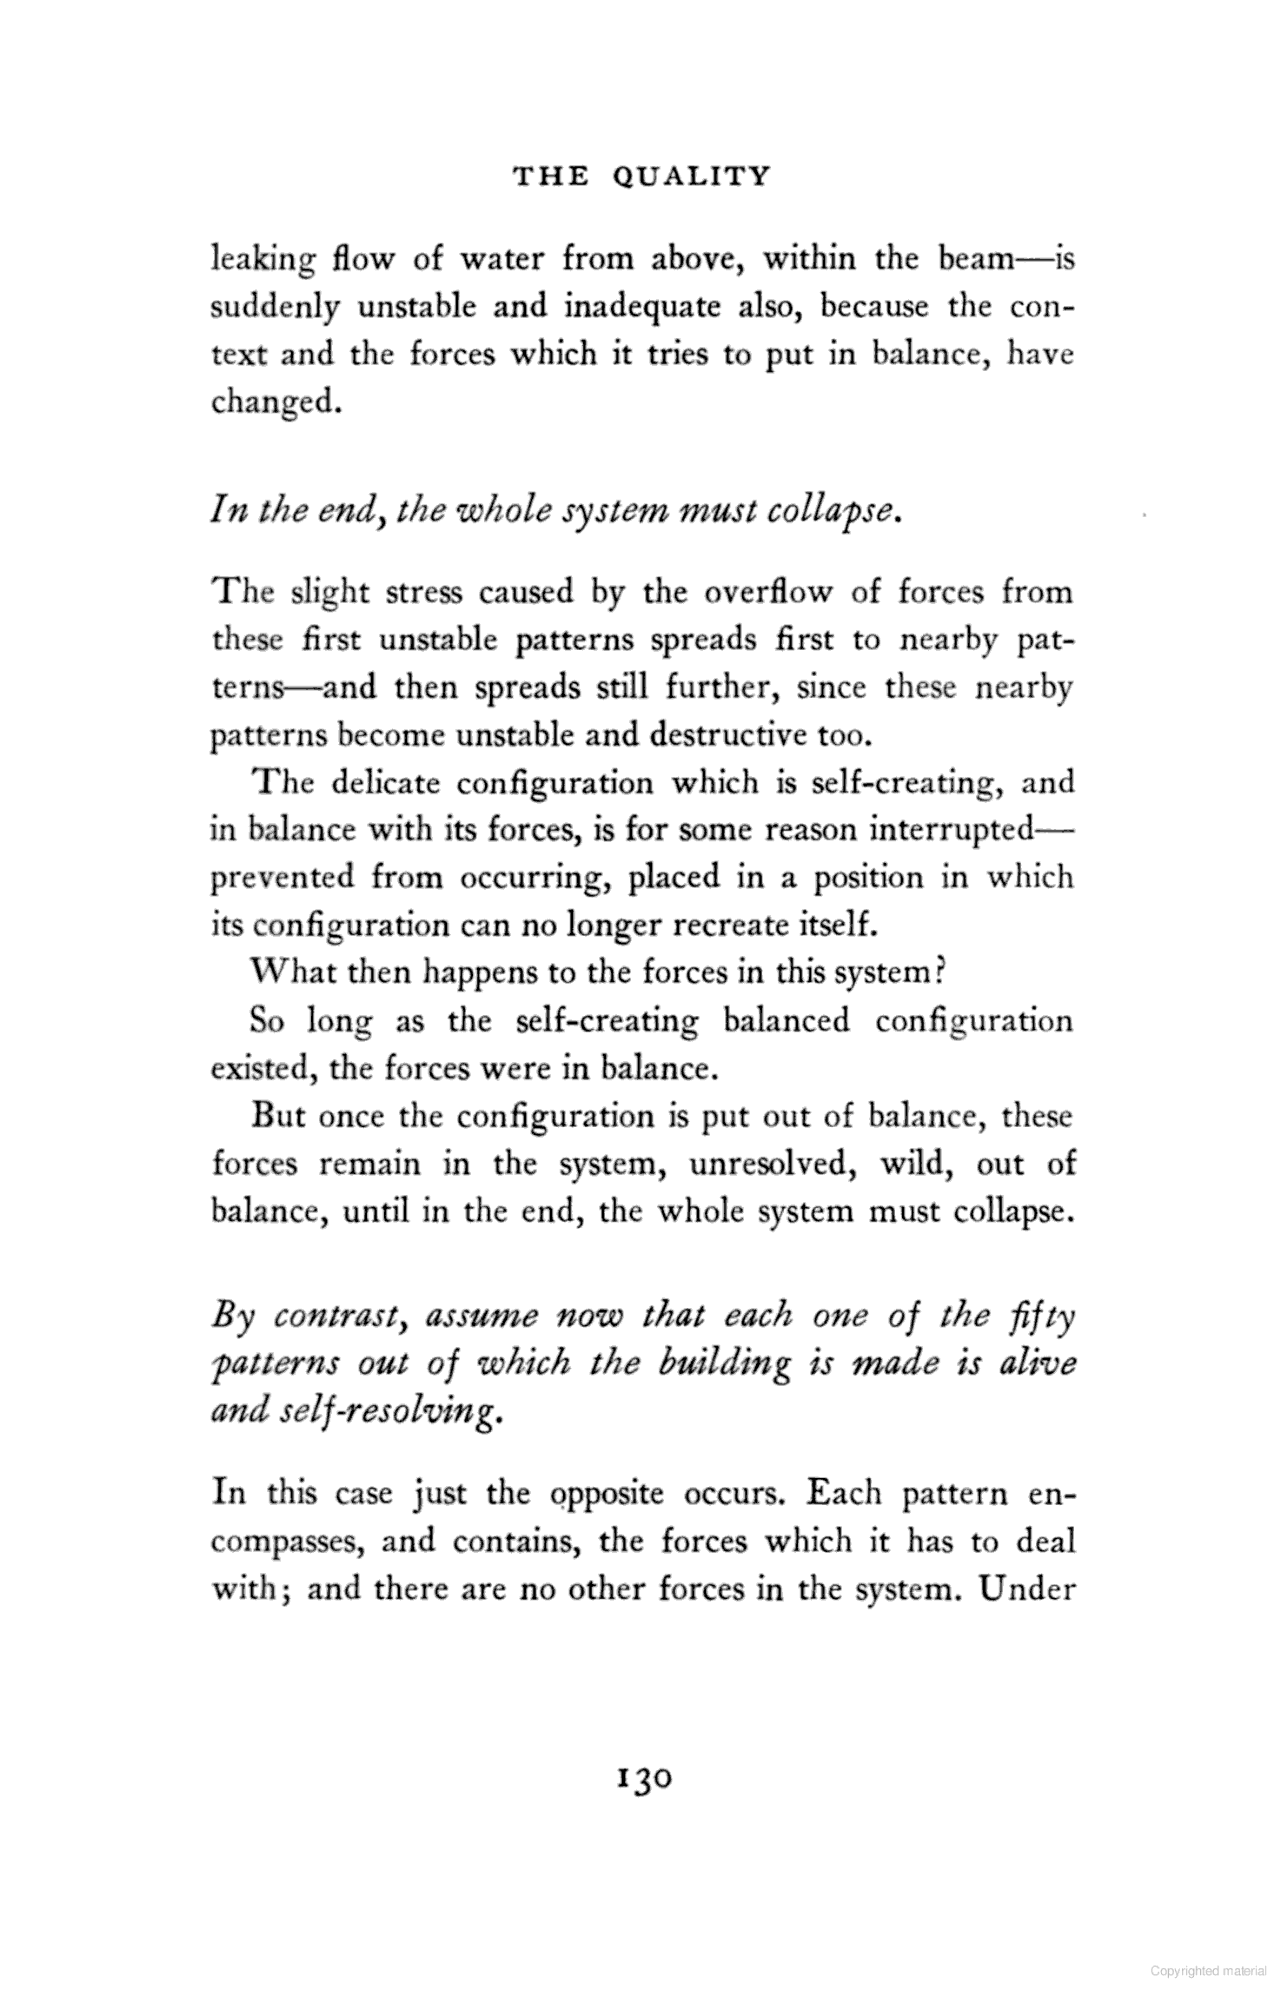 THE QUALITY
leaking flow of water from above, within the beam—is
suddenly unstable and inadequate also, because the con-
text and the forces which it tries to put in balance, have
changed.
In the end, the whole system must collapse.
The slight stress caused by the overflow of forces from
these first unstable patterns spreads first to nearby pat-
terns—and then spreads still further, since these nearby
patterns become unstable and destructive too.
The delicate configuration which is self-creating, and
in balance with its forces, is for some reason interrupted—
prevented from occurring, placed in a position in which
its configuration can no longer recreate itself.
What then happens to the forces in this system?
So long as the self-creating balanced configuration
existed, the forces were in balance.
But once the configuration is put out of balance, these
forces remain in the system, unresolved, wild, out of
balance, until in the end, the whole system must collapse.
By contrast, assume now that each one of the fifty
patterns out of which the building is made is alive
and self-resolving.
In this case just the opposite occurs. Each pattern en-
compasses, and contains, the forces which it has to deal
with; and there are no other forces in the system. Under
130
Copyrighted material